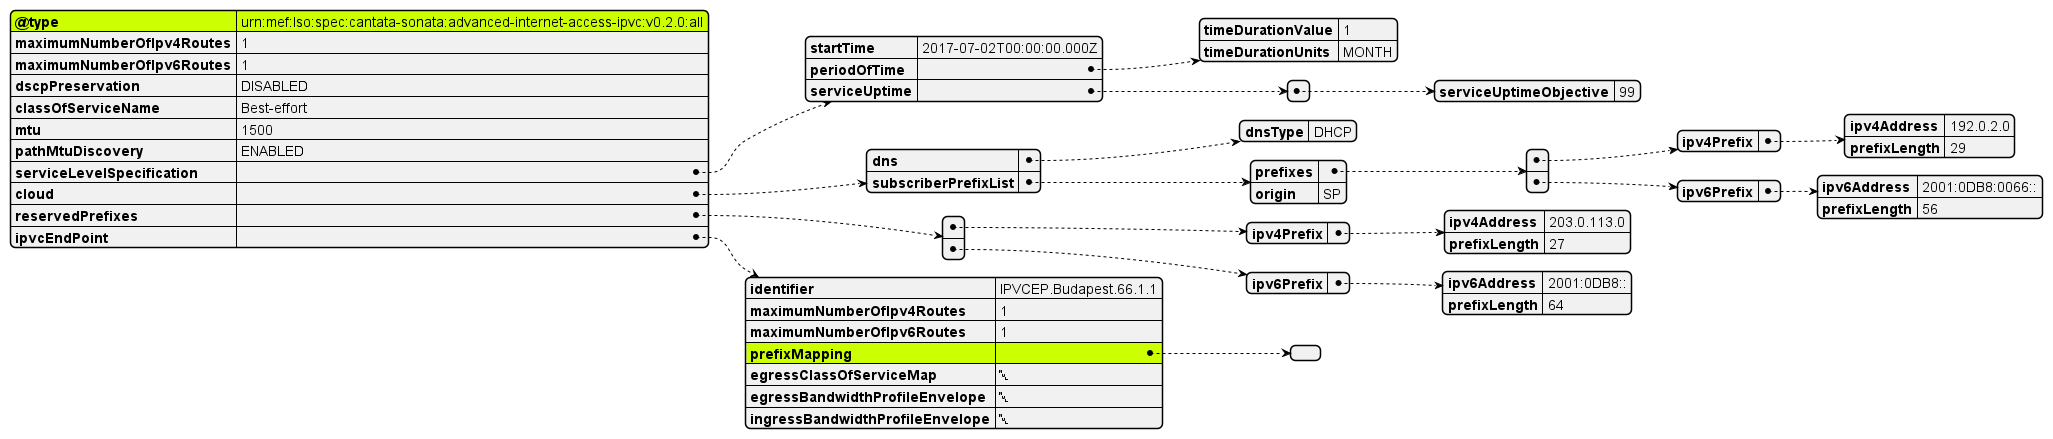 @type urn:mef:lso:spec:cantata-sonata:advanced-internet-access-ipvc:v0.2.0:all
maximumNumberOfIpv4Routes 1
maximumNumberOfIpv6Routes 1
dscpPreservation DISABLED
classOfServiceName Best-effort
mtu 1500
pathMtuDiscovery ENABLED
serviceLevelSpecification
cloud
reservedPrefixes
ipvcEndPoint
startTime 2017-07-02T00:00:00.000Z
periodOfTime
serviceUptime
timeDurationValue 1
timeDurationUnits MONTH
serviceUptimeObjective 99
dns
subscriberPrefixList
dnsType DHCP
prefixes
origin SP
ipv4Prefix
ipv4Address 192.0.2.0
prefixLength 29
ipv6Prefix
ipv6Address 2001:0DB8:0066::
prefixLength 56
ipv4Prefix
ipv4Address 203.0.113.0
prefixLength 27
ipv6Prefix
ipv6Address 2001:0DB8::
prefixLength 64
identifier IPVCEP.Budapest.66.1.1
maximumNumberOfIpv4Routes 1
maximumNumberOfIpv6Routes 1
prefixMapping
egressClassOfServiceMap
egressBandwidthProfileEnvelope
ingressBandwidthProfileEnvelope